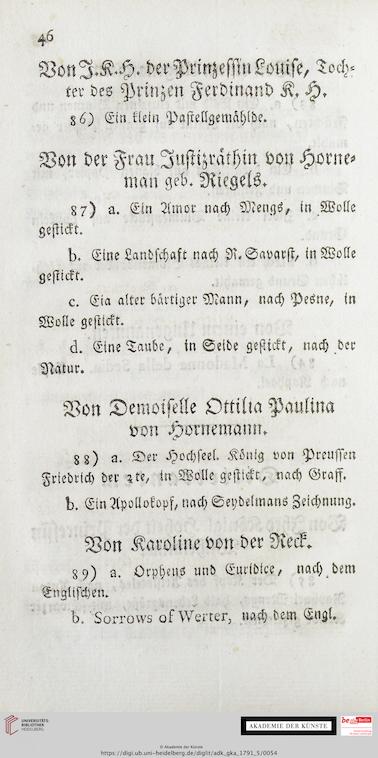 46
Von J. K. H. der Prinzessin Louise, Toch-
ter des Prinzen Ferdinand K. H.
86) Ein klein Pastellgemählde.
Von der Frau Justizräthin von Horne-
man geb. Riegels.
87) a. Ein Amor nach Mengs, in Wolle
gestickt.
b. Eine Landschaft nach R. Savarst, in Wolle
gestickt.
c. Eia alter bärtiger Mann, nach Pesne, in
Wolle gestickt.
d. Eine Taube, in Seide gestickt, nach der
Natur.
Von Demoiselle Ottilia Paulina
von Hornemann.
88) a. Der Hochseel. König von Preussen
Friedrich der 2te, in Wolle gestickt, nach Graff.
b. Ein Apollokopf, nach Seydelmans Zeichnung.
Von Karoline von der Reck.
89) a. Orpheus und Euridice, nach dem
Englischen.
b. Sorrows of Werter, nach dem Engl.
UNIVERSITÄTS-
BIBLIOTHEK
HEIDELBERG
AKADEMIE DER KÜNSTE
be Berlin
© Akademie der Künste
https://digi.ub.uni-heidelberg.de/diglit/adk_gka_1791_5/0054